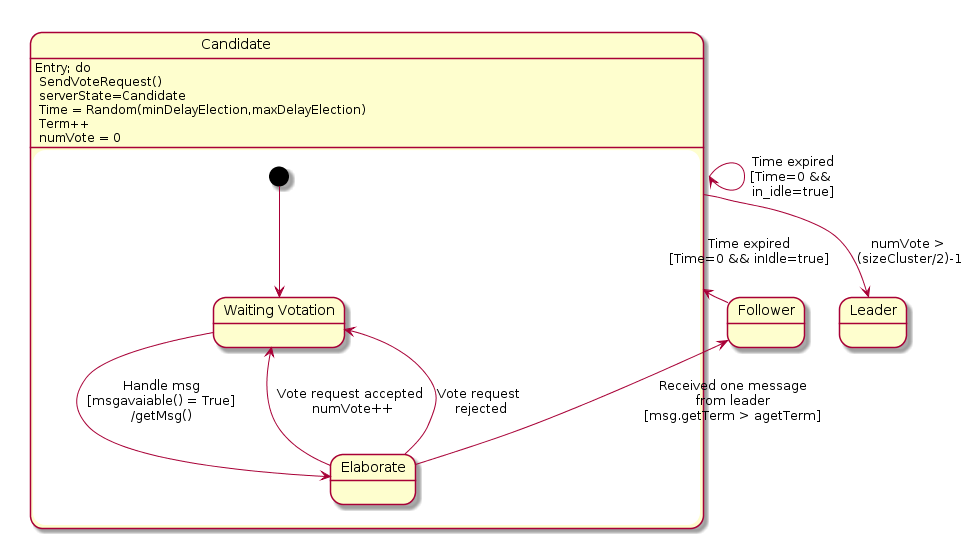 Candidate
Entry; do
SendVoteRequest()
serverState=Candidate
Time = Random(minDelayElection,maxDelayElection)
Term++
numVote = 0
Time expired
[Time=0 &&
in_idle=true]
Time expired
[Time=0 && inIdle=true]
numVote >
(sizeCluster/2)-1
Waiting Votation
Follower
Leader
Handle msg
[msgavaiable() = True]
/getMsg()
Vote request accepted
numVote++
Vote request
rejected
Received one message
from leader
[msg.getTerm > agetTerm]
Elaborate